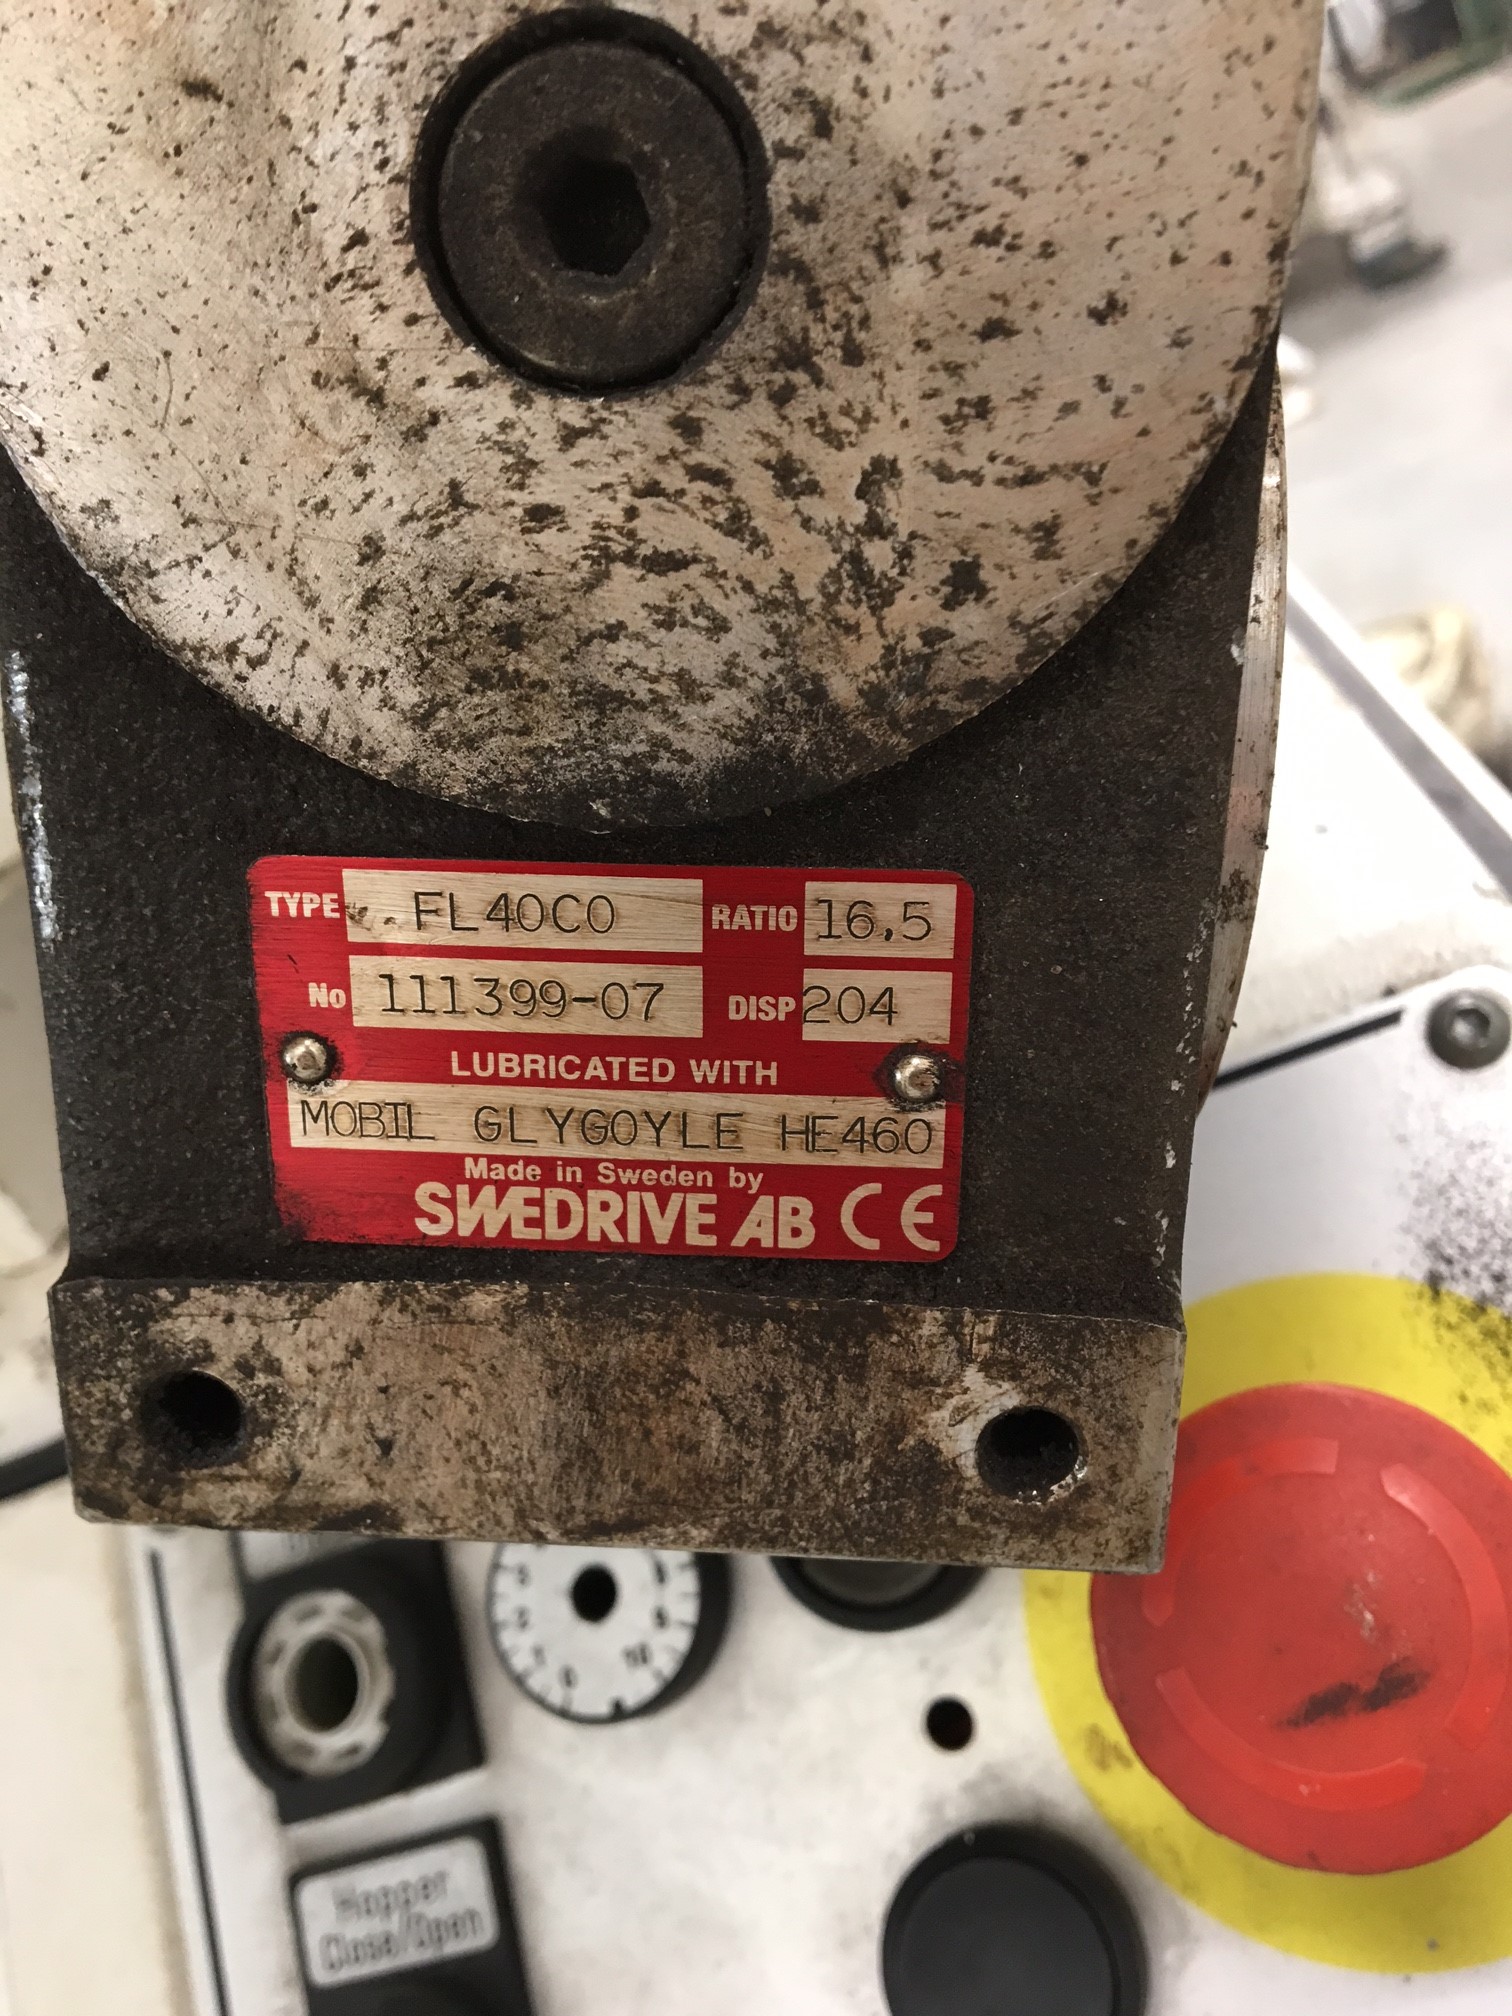 TYPE FL40C0 RATIO 16,5
No 111399-07 DISP 204
LUBRICATED WITH
MOBIL GLYGOYLE HE460
Made in Sweden by
SWEDRIVE AB CE
10
Hopper
Close/Open